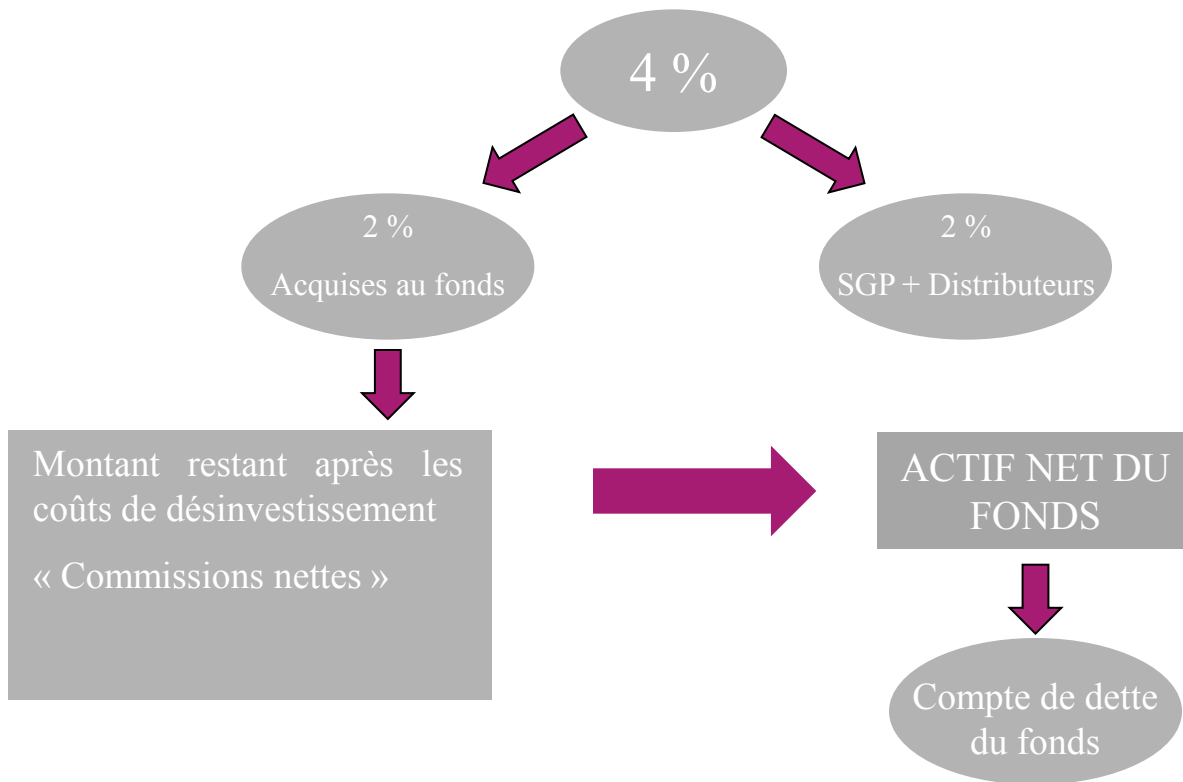 4 %
2 %
Acquises au fonds
2 %
SGP + Distributeurs
Montant restant après les
coûts de désinvestissement
« Commissions nettes »
ACTIF NET DU
FONDS
Compte de dette
du fonds